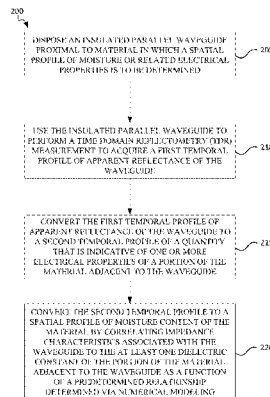 200
DISPOSE AN INSULATED PARALLEL WAVEGUIDE
PROXIMAL TO MATERIAL IN WHICH A SPATIAL
PROFILE OF MOISTURE OR RELATED ELECTRICAL
PROPERTIES IS TO BE DETERMINED
205
USE THE INSULATED PARALLEL WAVEGUIDE TO
PERFORM A TIME DOMAIN REFLECTOMETRY (TDR)
MEASUREMENT TO ACQUIRE A FIRST TEMPORAL
PROFILE OF APPARENT REFLECTANCE OF THE
WAVEGUIDE
210
CONVERT THE FIRST TEMPORAL PROFILE OF
APPARENT REFLECTANCE OF THE WAVEGUIDE TO
A SECOND TEMPORAL PROFILE OF A QUANTITY
THAT IS INDICATIVE OF ONE OR MORE
ELECTRICAL PROPERTIES OF A PORTION OF THE
MATERIAL ADJACENT TO THE WAVEGUIDE
215
CONVERT THE SECOND TEMPORAL PROFILE TO A
SPATIAL PROFILE OF MOISTURE CONTENT OF THE
MATERIAL BY CORRELATING IMPEDANCE
CHARACTERISTICS ASSOCIATED WITH THE
WAVEGUIDE TO THE AT LEAST ONE DIELECTRIC
CONSTANT OF THE PORTION OF THE MATERIAL
ADJACENT TO THE WAVEGUIDE AS A FUNCTION
OF A PREDETERMINED RELATIONSHIP
DETERMINED VIA NUMERICAL MODELING
220